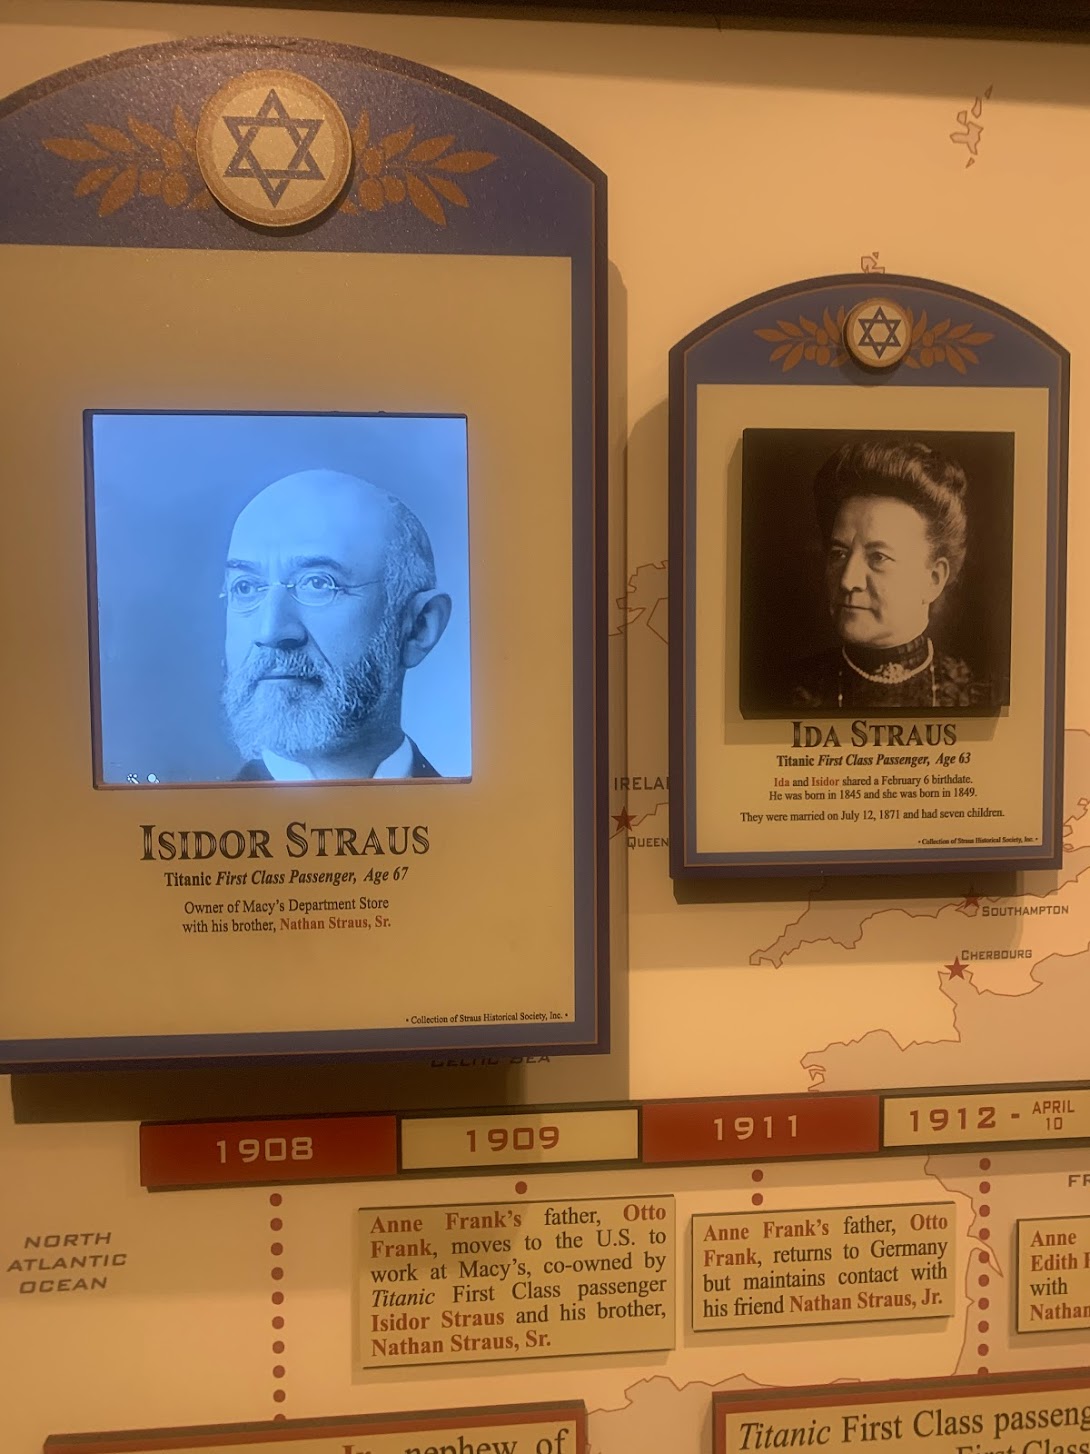 ISIDOR STRAUS
Titanic First Class Passenger, Age 67
Owner of Macy's Department Store
with his brother, Nathan Straus, Sr.
• Collection of Straus Historical Society, Inc. •
IDA STRAUS
Titanic First Class Passenger, Age 63
Ida and Isidor shared a February 6 birthdate.
He was born in 1845 and she was born in 1849.
They were married on July 12, 1871 and had seven children.
• Collection of Straus Historical Society, Inc. •
SOUTHAMPTON
CHERBOURG
CELTIC SEA
1908
1909
1911
1912 - APRIL
10
NORTH
ATLANTIC
OCEAN
Anne Frank's father, Otto
Frank, moves to the U.S. to
work at Macy's, co-owned by
Titanic First Class passenger
Isidor Straus and his brother,
Nathan Straus, Sr.
Anne Frank's father, Otto
Frank, returns to Germany
but maintains contact with
his friend Nathan Straus, Jr.
Anne
Edith
with
nephew of
Titanic First Class
First Class